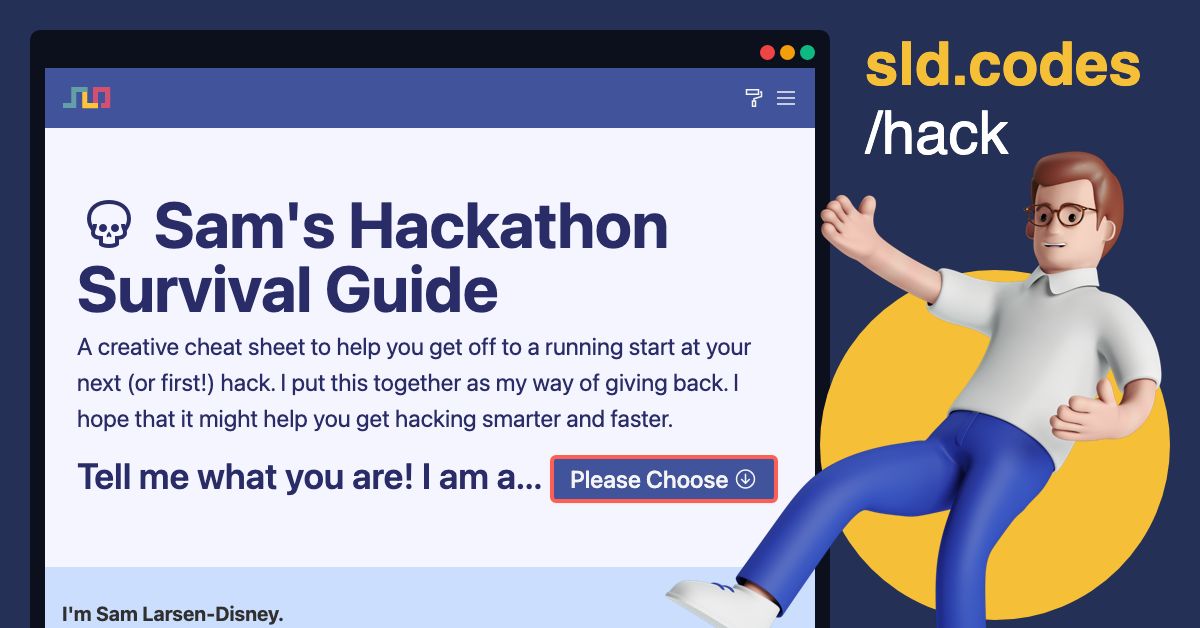 sld.codes
/hack
SLD
Sam's Hackathon
Survival Guide
A creative cheat sheet to help you get off to a running start at your
next (or first!) hack. I put this together as my way of giving back. I
hope that it might help you get hacking smarter and faster.
Tell me what you are! I am a... Please Choose
I'm Sam Larsen-Disney.